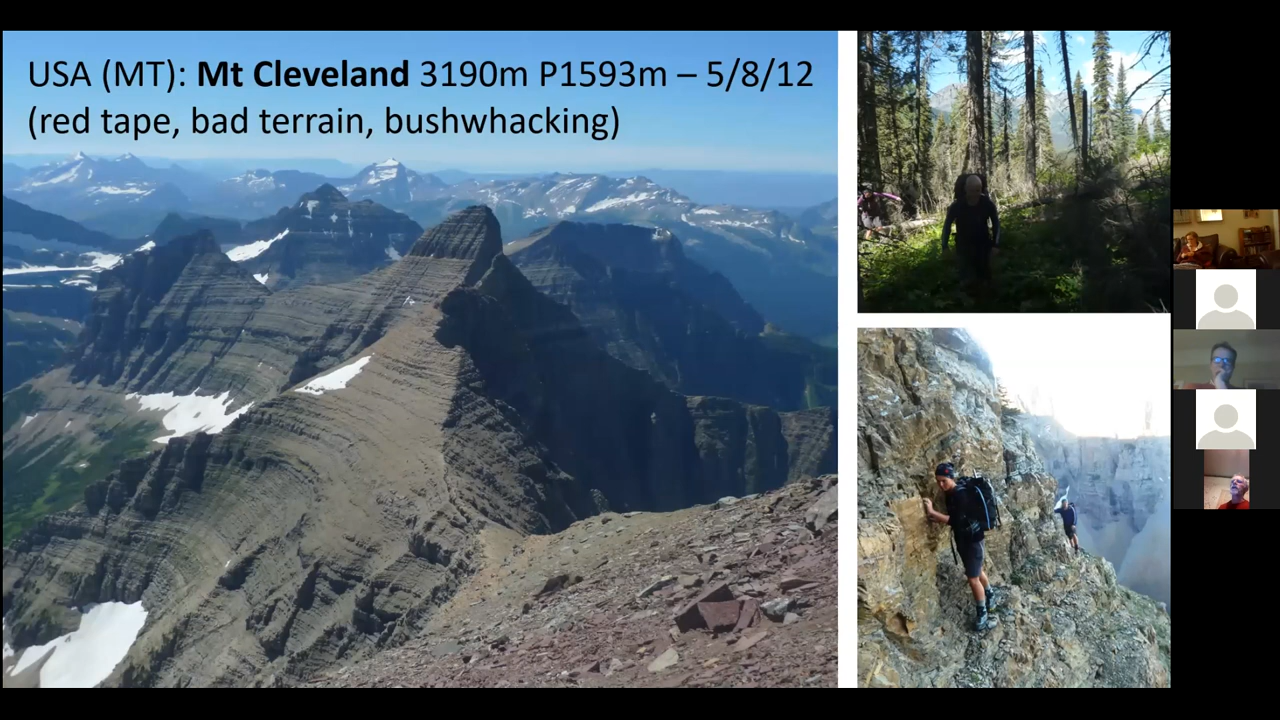 USA (MT): Mt Cleveland 3190m P1593m – 5/8/12
(red tape, bad terrain, bushwhacking)